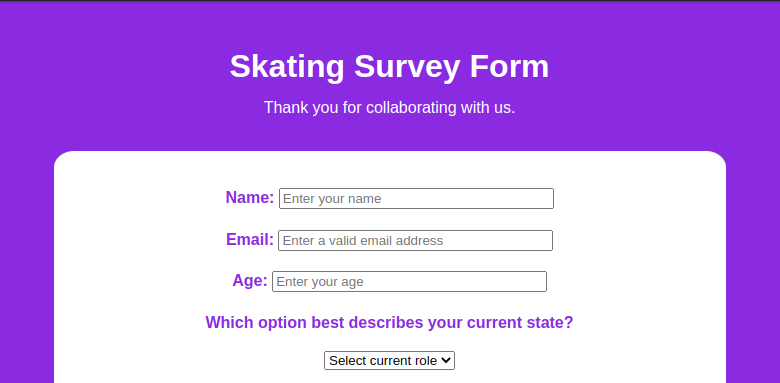 Skating Survey Form
Thank you for collaborating with us.
Name: Enter your name
Email: Enter a valid email address
Age: Enter your age
Which option best describes your current state?
Select current role